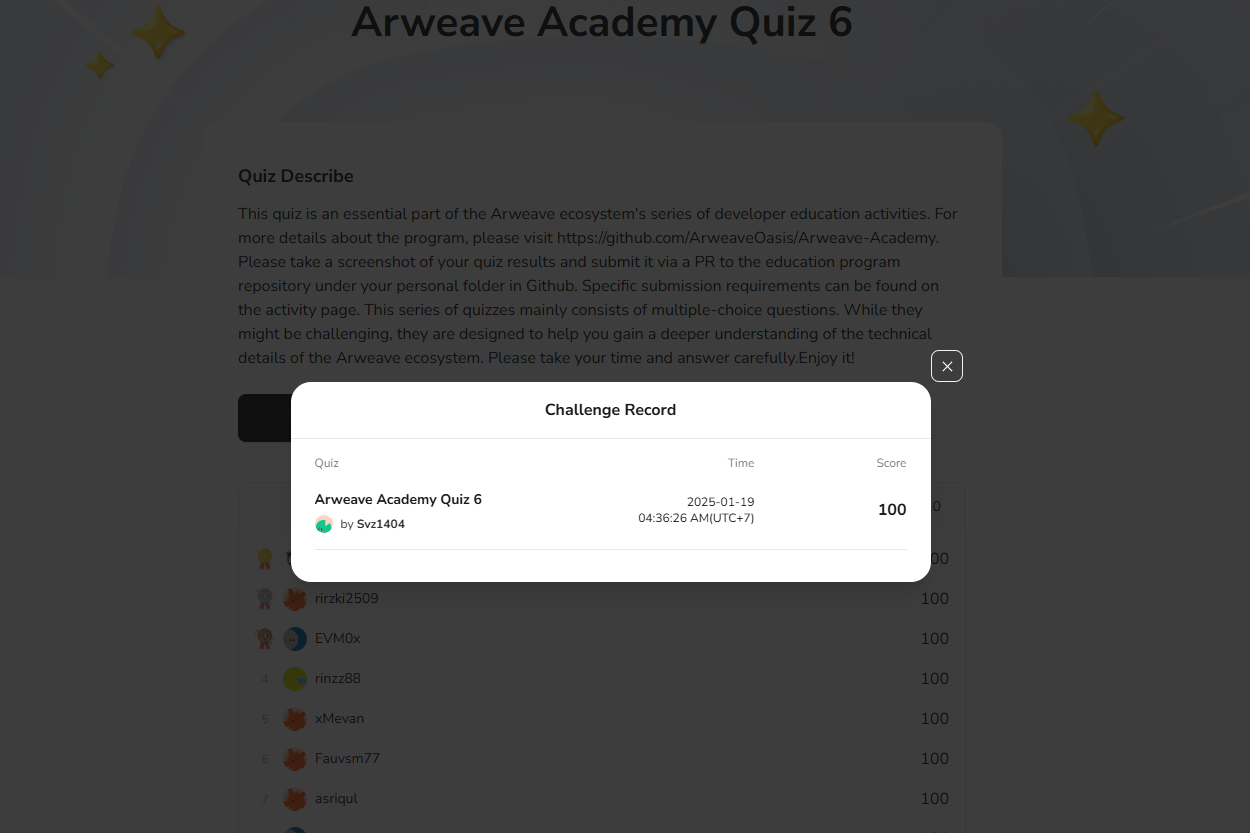 Arweave Academy Quiz 6
Quiz Describe
This quiz is an essential part of the Arweave ecosystem's series of developer education activities. For
more details about the program, please visit https://github.com/ArweaveOasis/Arweave-Academy.
Please take a screenshot of your quiz results and submit it via a PR to the education program
repository under your personal folder in Github. Specific submission requirements can be found on
the activity page. This series of quizzes mainly consists of multiple-choice questions. While they
might be challenging, they are designed to help you gain a deeper understanding of the technical
details of the Arweave ecosystem. Please take your time and answer carefully.Enjoy it!
Challenge Record
Quiz Time Score
Arweave Academy Quiz 6
by Svz1404
2025-01-19
04:36:26 AM(UTC+7)
100
rirzki2509 100
EVM0x 100
4 rinzz88 100
5 xMevan 100
6 Fauvsm77 100
7 asriqul 100